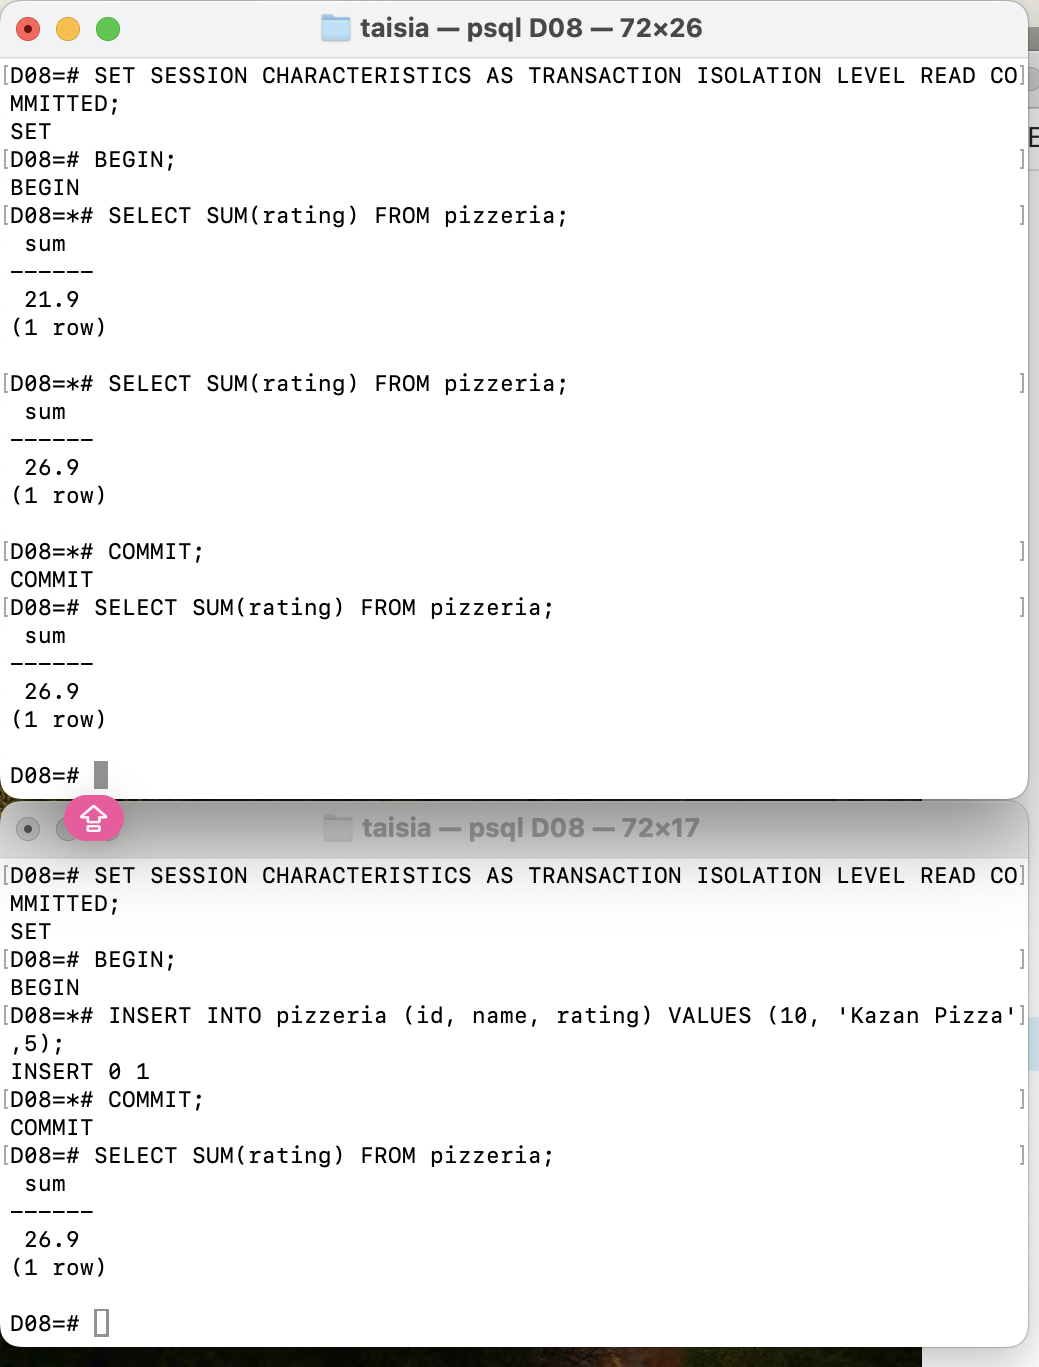 taisia — psql D08 — 72×26
[D08=# SET SESSION CHARACTERISTICS AS TRANSACTION ISOLATION LEVEL READ CO]
MMITTED;
SET
[D08=# BEGIN;                                                            ]
BEGIN
[D08=*# SELECT SUM(rating) FROM pizzeria;                                ]
 sum
------
 21.9
(1 row)

[D08=*# SELECT SUM(rating) FROM pizzeria;                                ]
 sum
------
 26.9
(1 row)

[D08=*# COMMIT;                                                          ]
COMMIT
[D08=# SELECT SUM(rating) FROM pizzeria;                                 ]
 sum
------
 26.9
(1 row)

D08=#
taisia — psql D08 — 72×17
[D08=# SET SESSION CHARACTERISTICS AS TRANSACTION ISOLATION LEVEL READ CO]
MMITTED;
SET
[D08=# BEGIN;                                                            ]
BEGIN
[D08=*# INSERT INTO pizzeria (id, name, rating) VALUES (10, 'Kazan Pizza']
,5);
INSERT 0 1
[D08=*# COMMIT;                                                          ]
COMMIT
[D08=# SELECT SUM(rating) FROM pizzeria;                                 ]
 sum
------
 26.9
(1 row)

D08=#